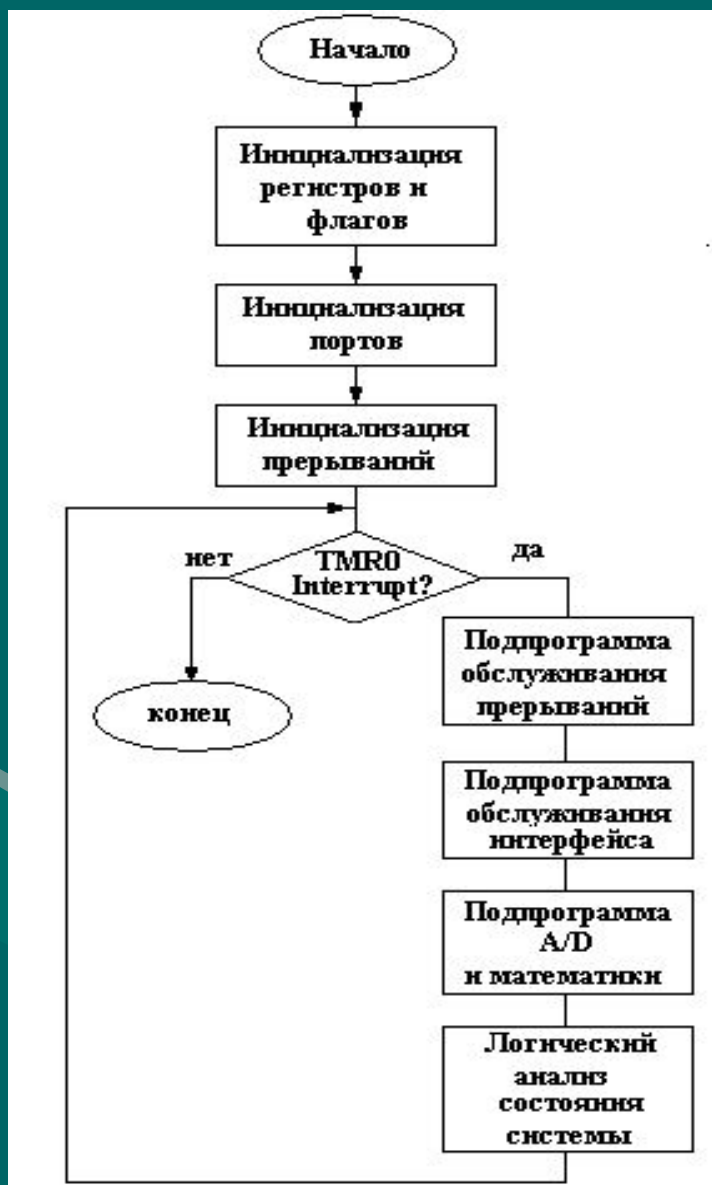 Начало
Инициализация
регистров и
флагов
Инициализация
портов
Инициализация
прерываний
TMR0
Interrupt?
нет
да
конец
Подпрограмма
обслуживания
прерываний
Подпрограмма
обслуживания
интерфейса
Подпрограмма
A/D
и математики
Логический
анализ
состояния
системы